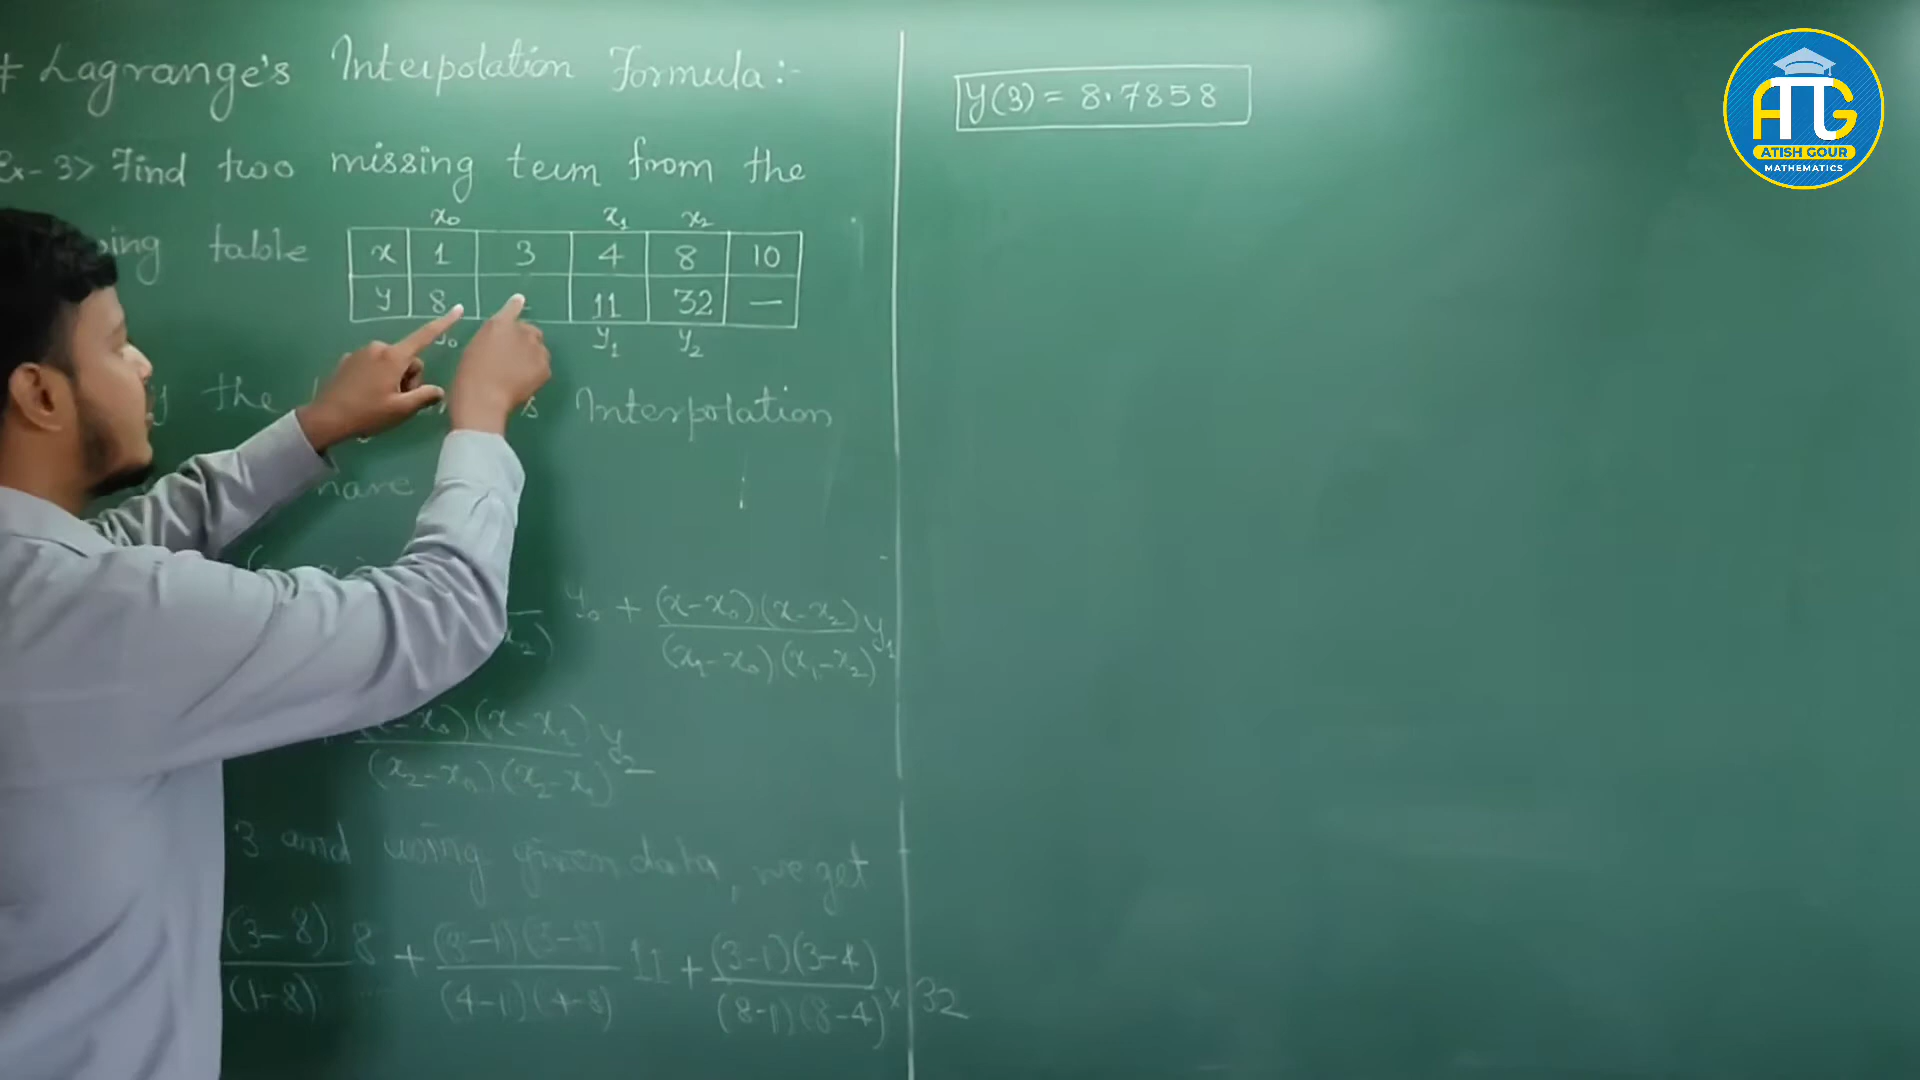 # Lagrange's Interpolation Formula:-
Ex-3> Find two missing term from the
table
x0 x1 x2
x 1 3 4 8 10
y 8 11 32 —
y0 y1 y2
the Interpolation
have
y0 + (x-x0)(x-x2) y1
(x1-x0)(x1-x2)
(x-x0)(x-x1) y2
(x2-x0)(x2-x1)
3 and using given data, we get
(3-8) 8 + (3-1)(3-8) 11 + (3-1)(3-4) × 32
(1-8) (4-1)(4-8) (8-1)(8-4)
y(3) = 8.7858
ATG
ATISH GOUR
MATHEMATICS